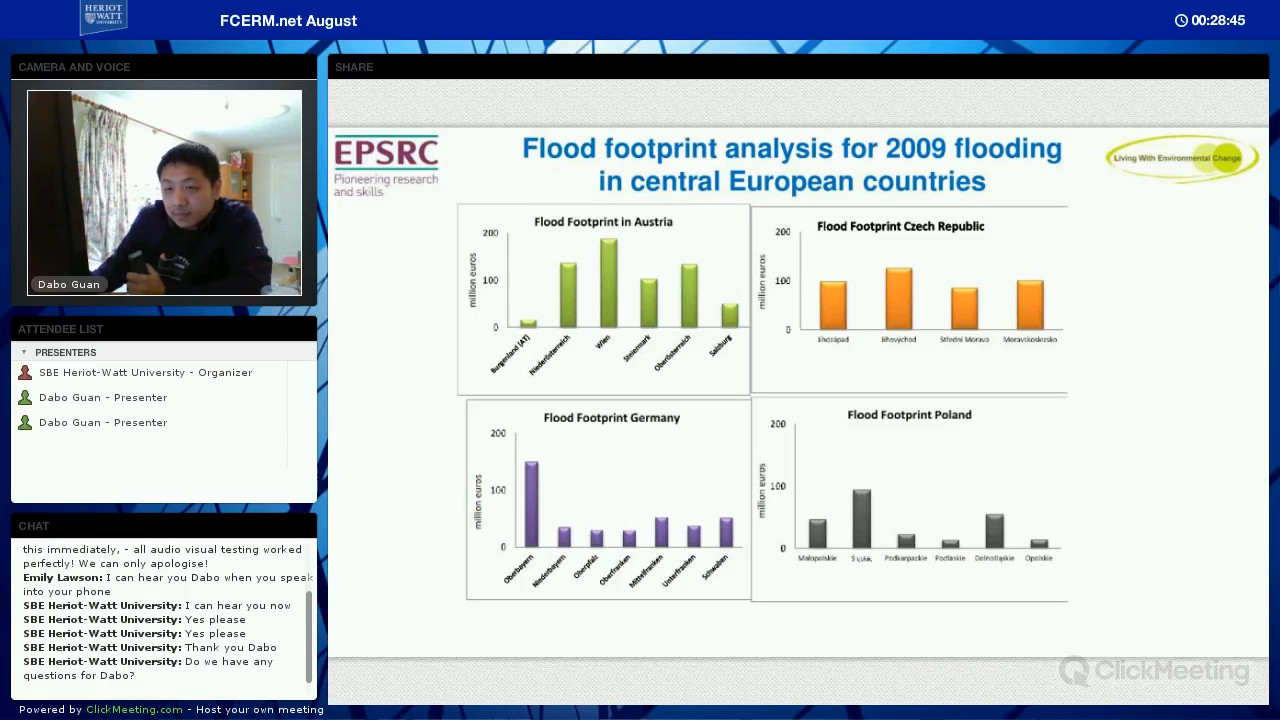 HERIOT
WATT
UNIVERSITY
FCERM.net August
00:28:45
CAMERA AND VOICE
Dabo Guan
ATTENDEE LIST
PRESENTERS
SBE Heriot-Watt University - Organizer
Dabo Guan - Presenter
Dabo Guan - Presenter
CHAT
this immediately, - all audio visual testing worked
perfectly! We can only apologise!
Emily Lawson: I can hear you Dabo when you speak
into your phone
SBE Heriot-Watt University: I can hear you now
SBE Heriot-Watt University: Yes please
SBE Heriot-Watt University: Yes please
SBE Heriot-Watt University: Thank you Dabo
SBE Heriot-Watt University: Do we have any
questions for Dabo?
Powered by ClickMeeting.com - Host your own meeting
SHARE
EPSRC
Pioneering research
and skills
Flood footprint analysis for 2009 flooding
in central European countries
Living With Environmental Change
Flood Footprint in Austria
200
100
0
million euros
Burgenland (AT)
Niederösterreich
Wien
Steiermark
Oberösterreich
Salzburg
Flood Footprint Czech Republic
200
100
0
million euros
Jihozápad
Jihovýchod
Střední Morava
Moravskoslezsko
Flood Footprint Germany
200
100
0
million euros
Oberbayern
Niederbayern
Oberpfalz
Oberfranken
Mittelfranken
Unterfranken
Schwaben
Flood Footprint Poland
200
100
0
million euros
Małopolskie
Podkarpackie
Podlaskie
Dolnośląskie
Opolskie
ClickMeeting